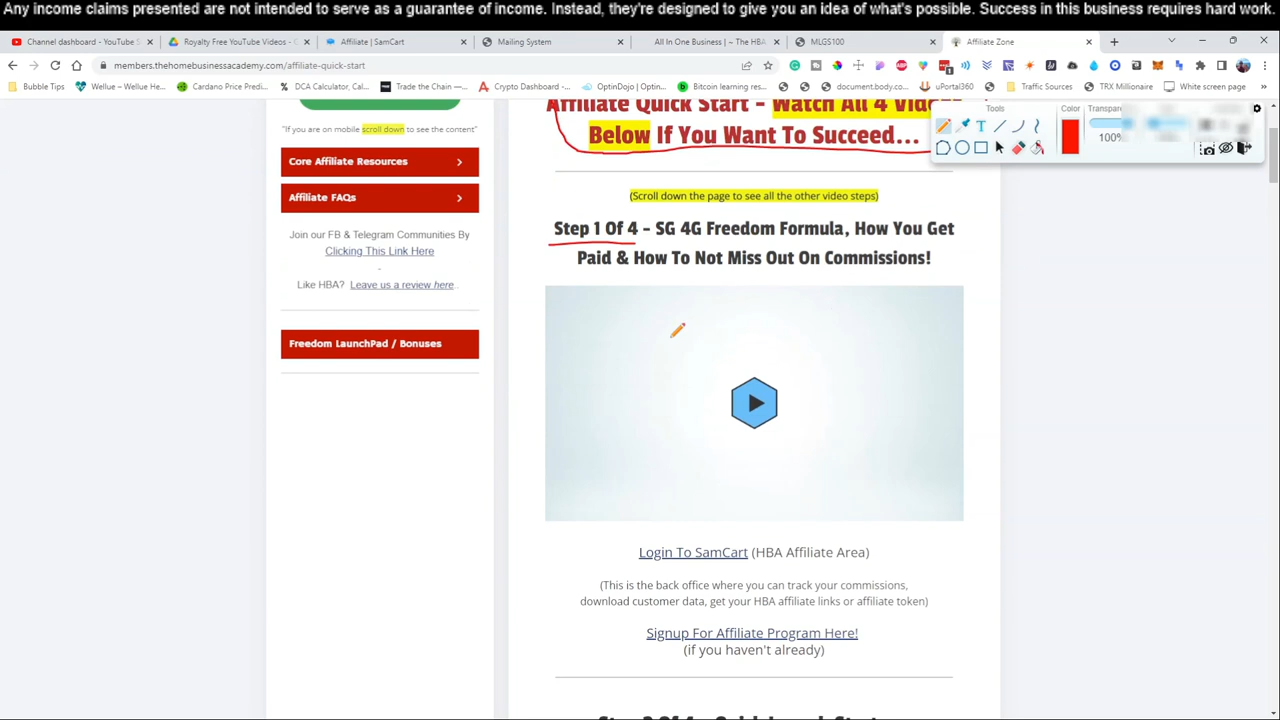 Any income claims presented are not intended to serve as a guarantee of income. Instead, they're designed to give you an idea of what's possible. Success in this business requires hard work.
Channel dashboard - YouTube S
Royalty Free YouTube Videos - G
Affiliate | SamCart
Mailing System
All In One Business | ~ The HBA
MLGS100
Affiliate Zone
members.thehomebusinessacademy.com/affiliate-quick-start
Bubble Tips
Wellue – Wellue He...
Cardano Price Predi...
DCA Calculator, Cal...
Trade the Chain —...
Crypto Dashboard -...
OptinDojo | Optin...
Bitcoin learning res...
document.body.co...
uPortal360
Traffic Sources
TRX Millionaire
White screen page
Tools
Color
Transpare
100%
Affiliate Quick Start - Watch All 4 Videos
Below If You Want To Succeed...
"If you are on mobile scroll down to see the content"
Core Affiliate Resources
Affiliate FAQs
Join our FB & Telegram Communities By
Clicking This Link Here
-
Like HBA? Leave us a review here.
Freedom LaunchPad / Bonuses
(Scroll down the page to see all the other video steps)
Step 1 Of 4 - SG 4G Freedom Formula, How You Get
Paid & How To Not Miss Out On Commissions!
Login To SamCart (HBA Affiliate Area)
(This is the back office where you can track your commissions,
download customer data, get your HBA affiliate links or affiliate token)
Signup For Affiliate Program Here!
(if you haven't already)